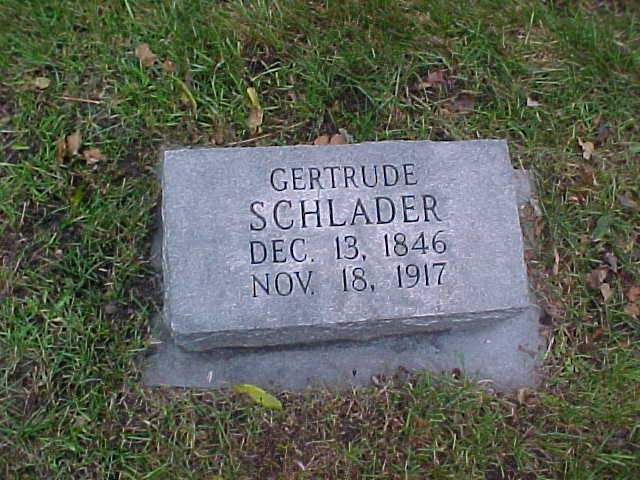 GERTRUDE
SCHLADER
DEC. 13, 1846
NOV. 18, 1917